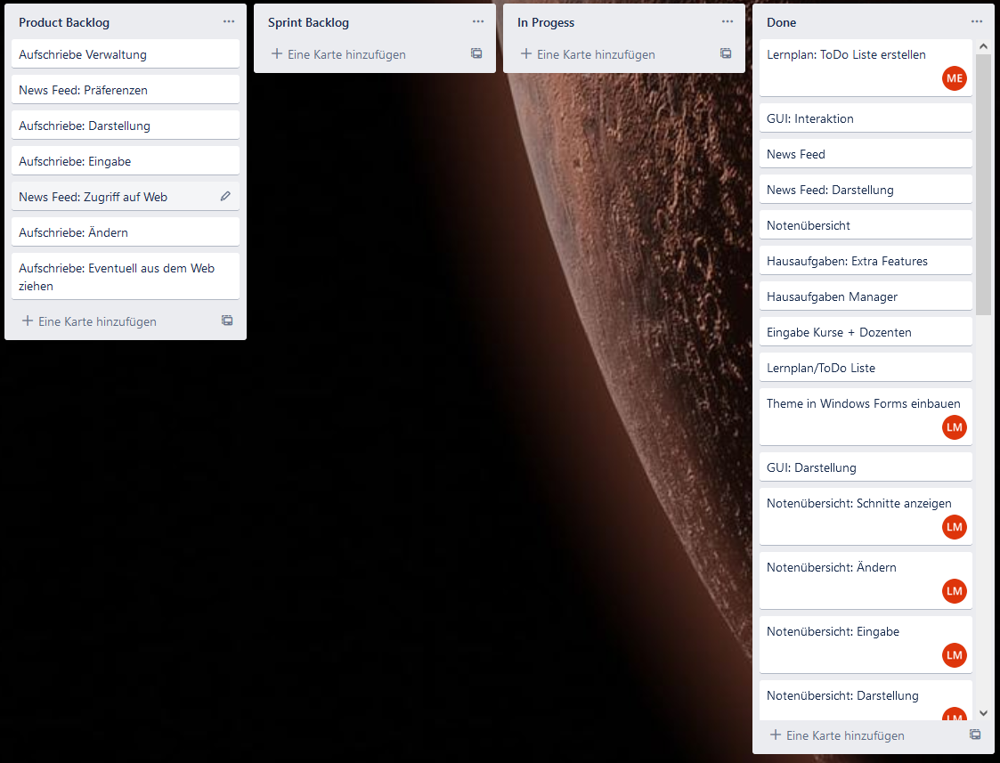 Product Backlog
Aufschriebe Verwaltung
News Feed: Präferenzen
Aufschriebe: Darstellung
Aufschriebe: Eingabe
News Feed: Zugriff auf Web
Aufschriebe: Ändern
Aufschriebe: Eventuell aus dem Web
ziehen
Eine Karte hinzufügen
Sprint Backlog
Eine Karte hinzufügen
In Progess
Eine Karte hinzufügen
Done
Lernplan: ToDo Liste erstellen
ME
GUI: Interaktion
News Feed
News Feed: Darstellung
Notenübersicht
Hausaufgaben: Extra Features
Hausaufgaben Manager
Eingabe Kurse + Dozenten
Lernplan/ToDo Liste
Theme in Windows Forms einbauen
LM
GUI: Darstellung
Notenübersicht: Schnitte anzeigen
LM
Notenübersicht: Ändern
LM
Notenübersicht: Eingabe
LM
Notenübersicht: Darstellung
LM
Eine Karte hinzufügen